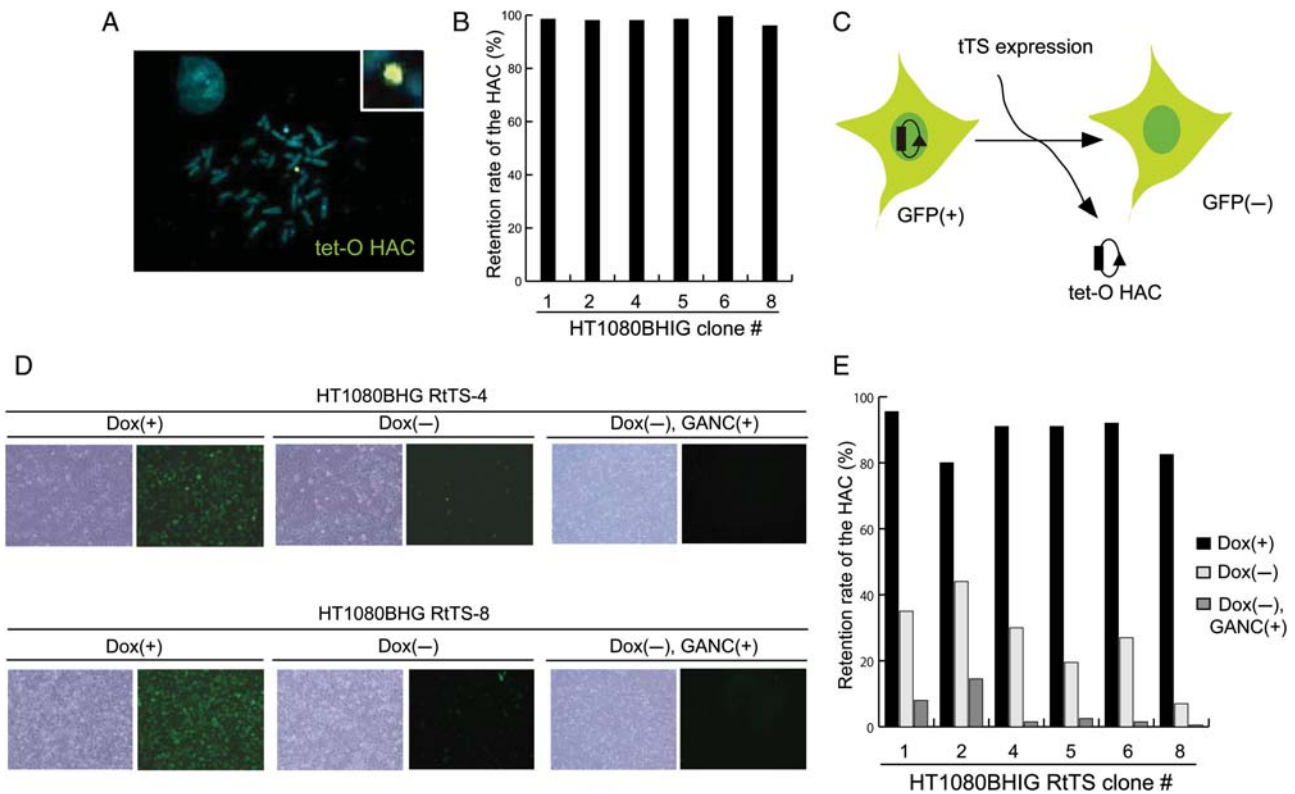 A
tet-O HAC
B
Retention rate of the HAC (%)
100
80
60
40
20
0
1 2 4 5 6 8
HT1080BHIG clone #
C
tTS expression
GFP(+)
GFP(—)
tet-O HAC
D
HT1080BHG RtTS-4
Dox(+) Dox(—) Dox(—), GANC(+)
HT1080BHG RtTS-8
Dox(+) Dox(—) Dox(—), GANC(+)
E
Retention rate of the HAC (%)
100
80
60
40
20
0
1 2 4 5 6 8
HT1080BHIG RtTS clone #
Dox(+)
Dox(—)
Dox(—),
GANC(+)